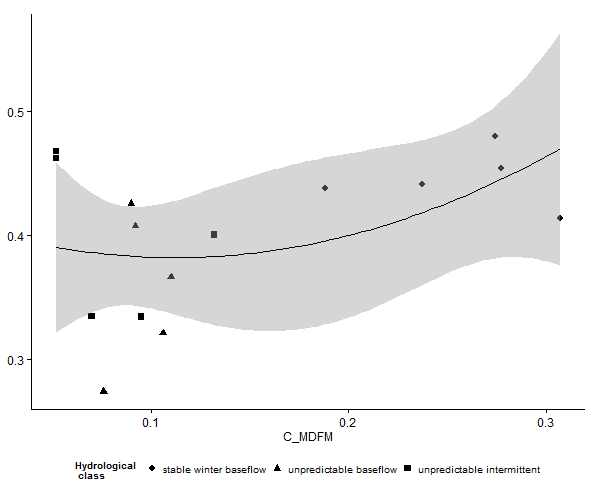 0.5
0.4
0.3
0.1 0.2 0.3
C_MDFM
Hydrological
class
stable winter baseflow unpredictable baseflow unpredictable intermittent